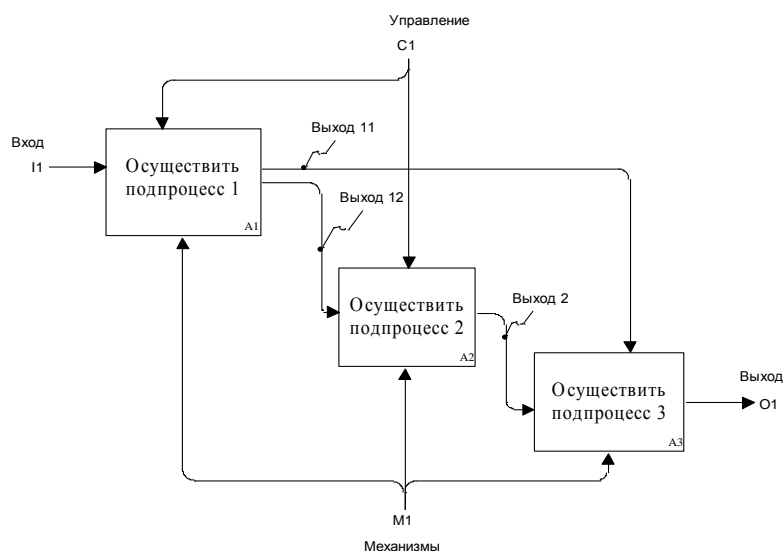 Управление
C1
Вход
I1
Осуществить
подпроцесс 1
A1
Выход 11
Выход 12
Осуществить
подпроцесс 2
A2
Выход 2
Осуществить
подпроцесс 3
A3
Выход
O1
M1
Механизмы